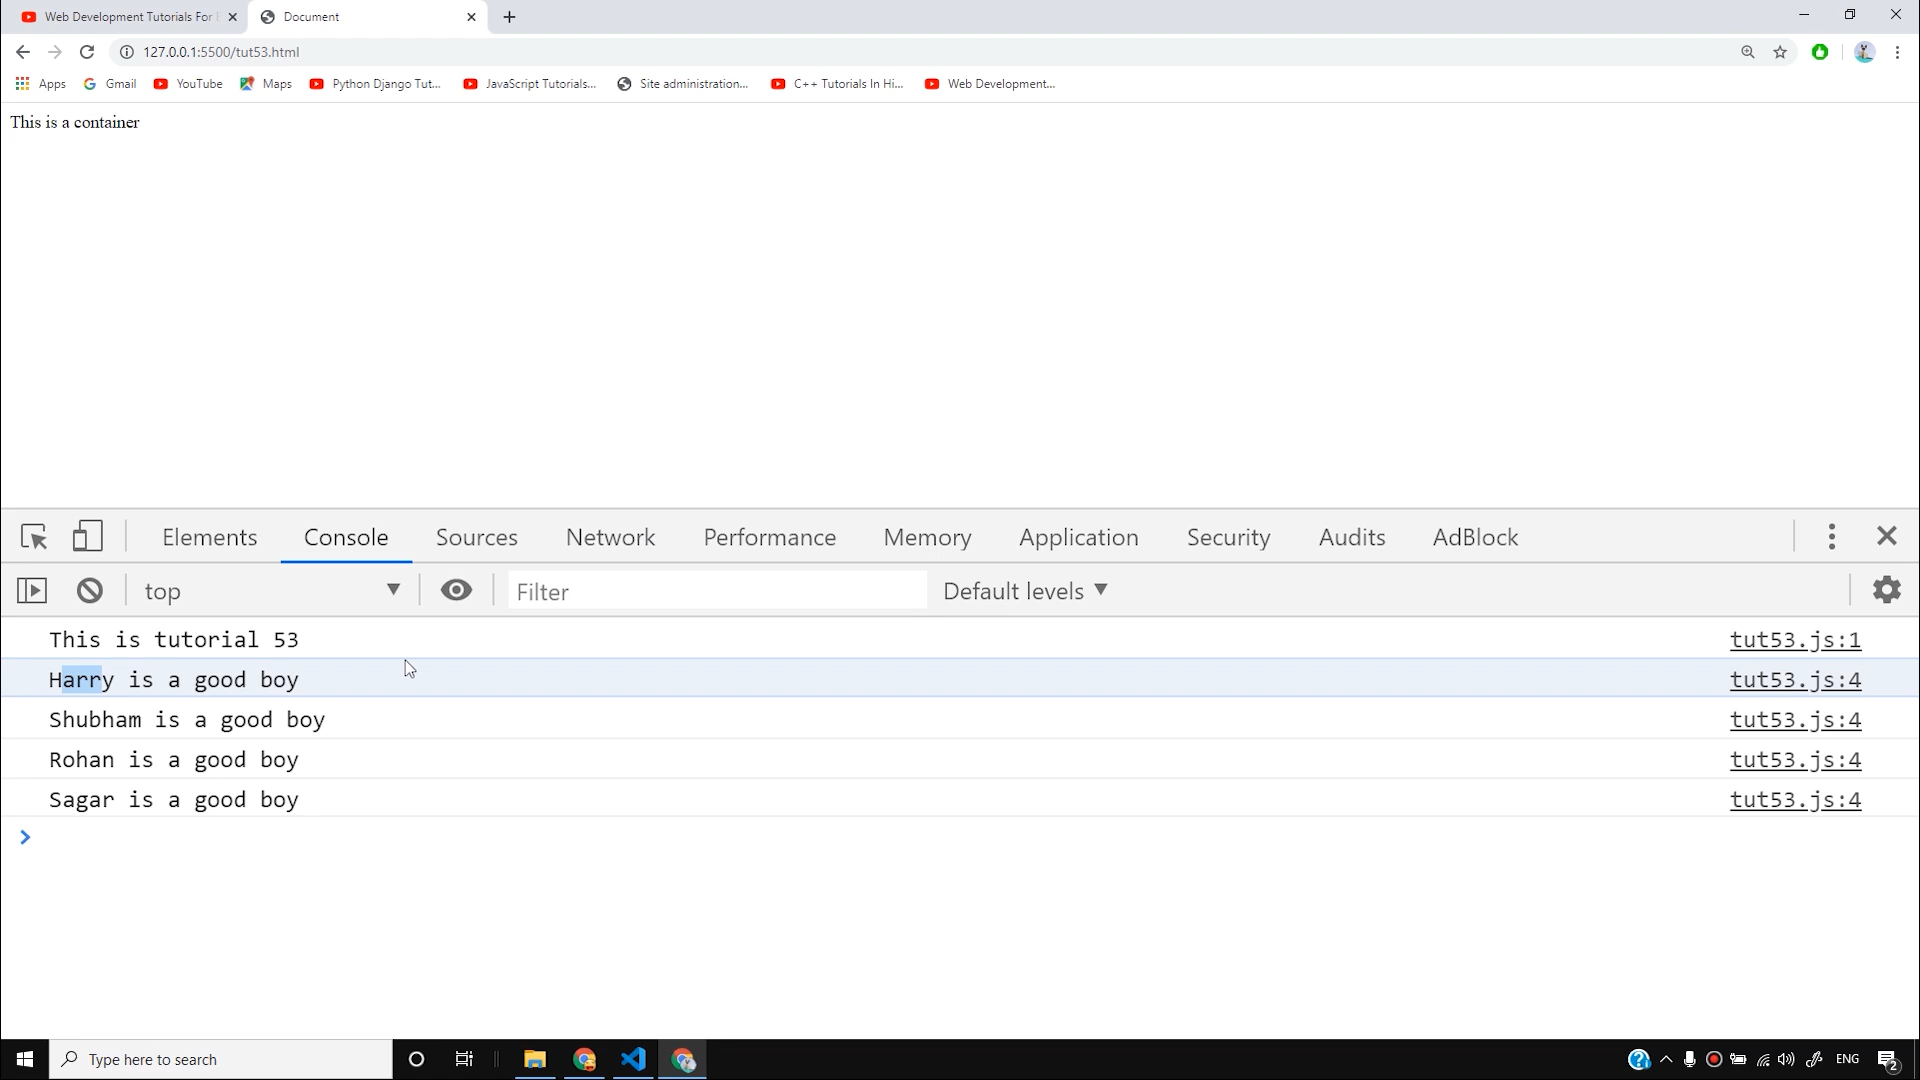 Web Development Tutorials For
Document
127.0.0.1:5500/tut53.html
Apps
Gmail
YouTube
Maps
Python Django Tut...
JavaScript Tutorials...
Site administration...
C++ Tutorials In Hi...
Web Development...
This is a container
Elements
Console
Sources
Network
Performance
Memory
Application
Security
Audits
AdBlock
top
Filter
Default levels
This is tutorial 53
tut53.js:1
Harry is a good boy
tut53.js:4
Shubham is a good boy
tut53.js:4
Rohan is a good boy
tut53.js:4
Sagar is a good boy
tut53.js:4
Type here to search
ENG
2